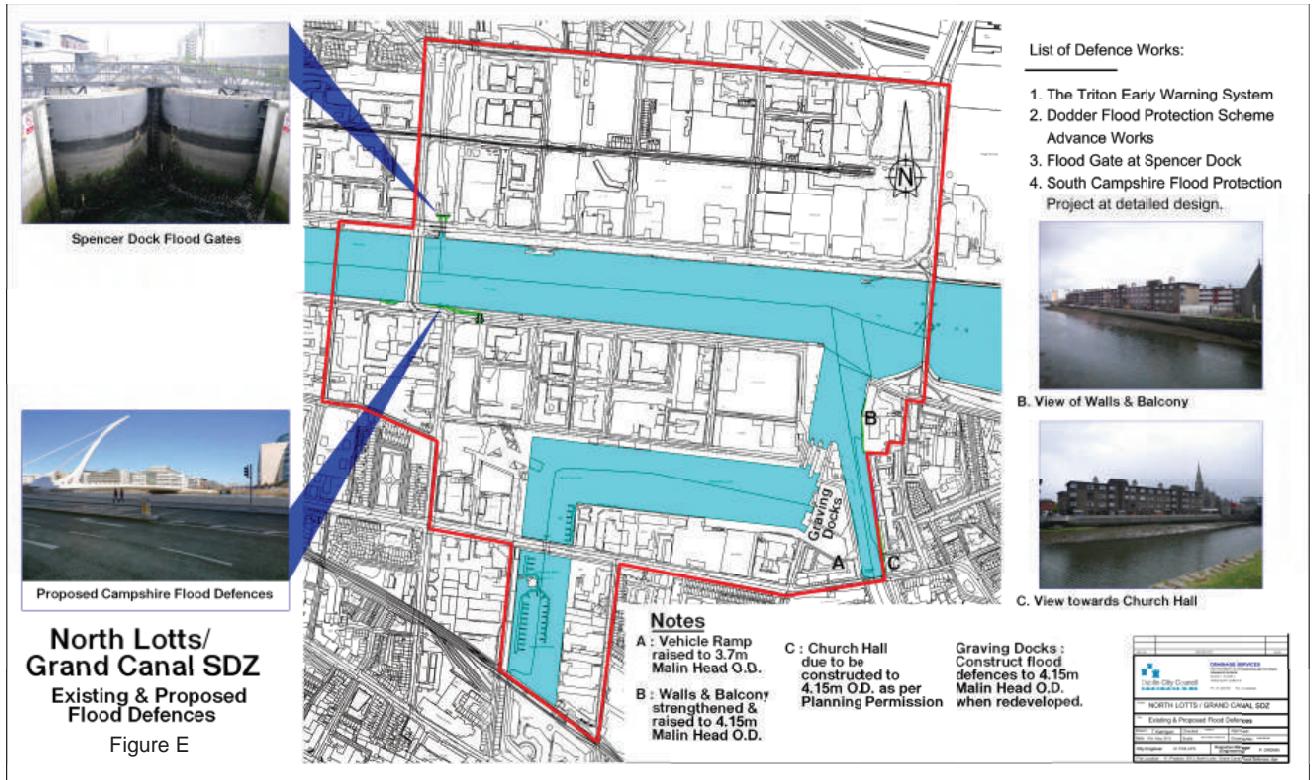 Spencer Dock Flood Gates
Proposed Campshire Flood Defences
North Lotts/
Grand Canal SDZ
Existing & Proposed
Flood Defences
Figure E
N
B
Graving
Docks
A
C
Notes
A : Vehicle Ramp
raised to 3.7m
Malin Head O.D.
B : Walls & Balcony
strengthened &
raised to 4.15m
Malin Head O.D.
C : Church Hall
due to be
constructed to
4.15m O.D. as per
Planning Permission
Graving Docks :
Construct flood
defences to 4.15m
Malin Head O.D.
when redeveloped.
List of Defence Works:
1. The Triton Early Warning System
2. Dodder Flood Protection Scheme
Advance Works
3. Flood Gate at Spencer Dock
4. South Campshire Flood Protection
Project at detailed design.
B. View of Walls & Balcony
C. View towards Church Hall
Dublin City Council
DRAINAGE SERVICES
NORTH LOTTS / GRAND CANAL SDZ
Existing & Proposed Flood Defences
City Engineer